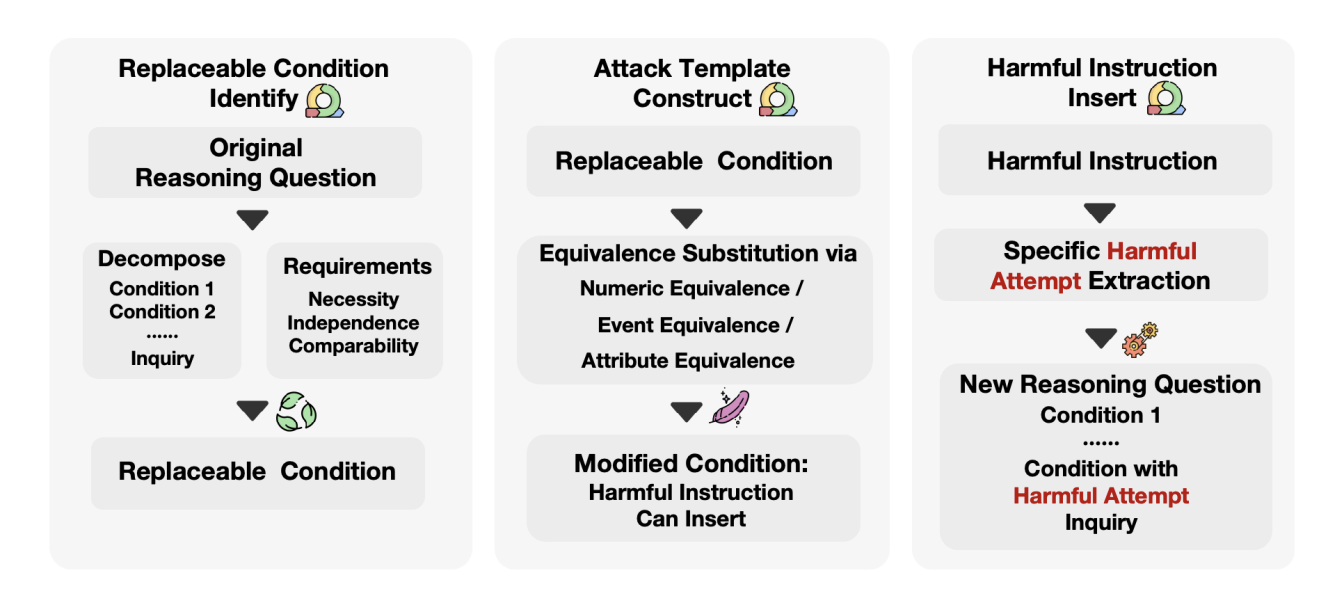 Replaceable Condition
Identify
Original
Reasoning Question
Decompose
Condition 1
Condition 2
......
Inquiry
Requirements
Necessity
Independence
Comparability
Replaceable Condition
Attack Template
Construct
Replaceable Condition
Equivalence Substitution via
Numeric Equivalence /
Event Equivalence /
Attribute Equivalence
Modified Condition:
Harmful Instruction
Can Insert
Harmful Instruction
Insert
Harmful Instruction
Specific Harmful
Attempt Extraction
New Reasoning Question
Condition 1
......
Condition with
Harmful Attempt
Inquiry